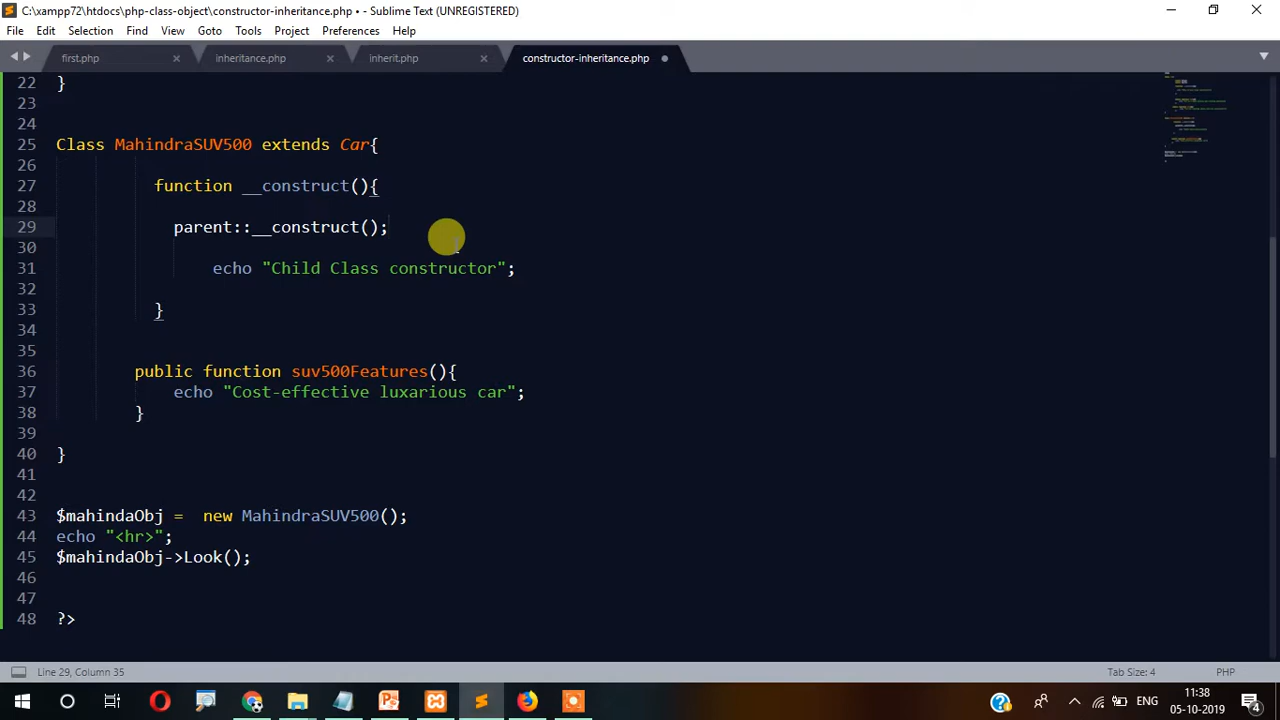 C:\xampp72\htdocs\php-class-object\constructor-inheritance.php • - Sublime Text (UNREGISTERED)
File Edit Selection Find View Goto Tools Project Preferences Help
first.php inheritance.php inherit.php constructor-inheritance.php
22 }
23
24
25 Class MahindraSUV500 extends Car{
26
27 function __construct(){
28
29 parent::__construct();
30
31 echo "Child Class constructor";
32
33 }
34
35
36 public function suv500Features(){
37 echo "Cost-effective luxarious car";
38 }
39
40 }
41
42
43 $mahindaObj = new MahindraSUV500();
44 echo "<hr>";
45 $mahindaObj->Look();
46
47
48 ?>
Line 29, Column 35 Tab Size: 4 PHP
ENG 11:38
05-10-2019 4